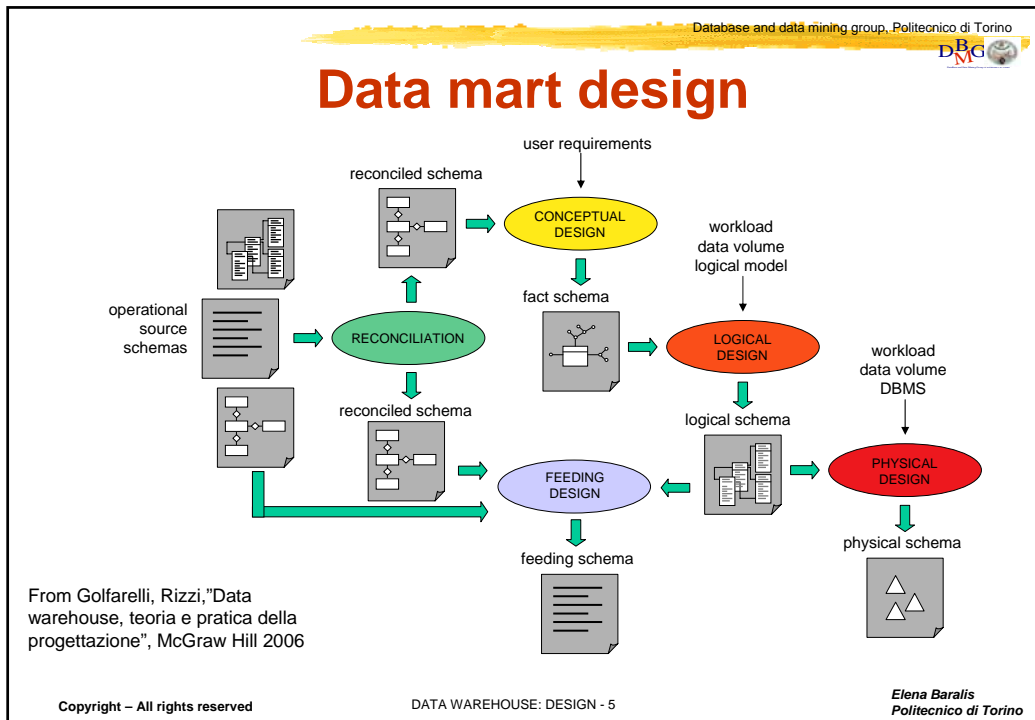 Database and data mining group, Politecnico di Torino
DBMG
Data mart design
user requirements
reconciled schema
CONCEPTUAL
DESIGN
workload
data volume
logical model
operational
source
schemas
RECONCILIATION
fact schema
LOGICAL
DESIGN
workload
data volume
DBMS
reconciled schema
logical schema
FEEDING
DESIGN
PHYSICAL
DESIGN
feeding schema
physical schema
From Golfarelli, Rizzi,"Data
warehouse, teoria e pratica della
progettazione", McGraw Hill 2006
Copyright – All rights reserved
DATA WAREHOUSE: DESIGN - 5
Elena Baralis
Politecnico di Torino